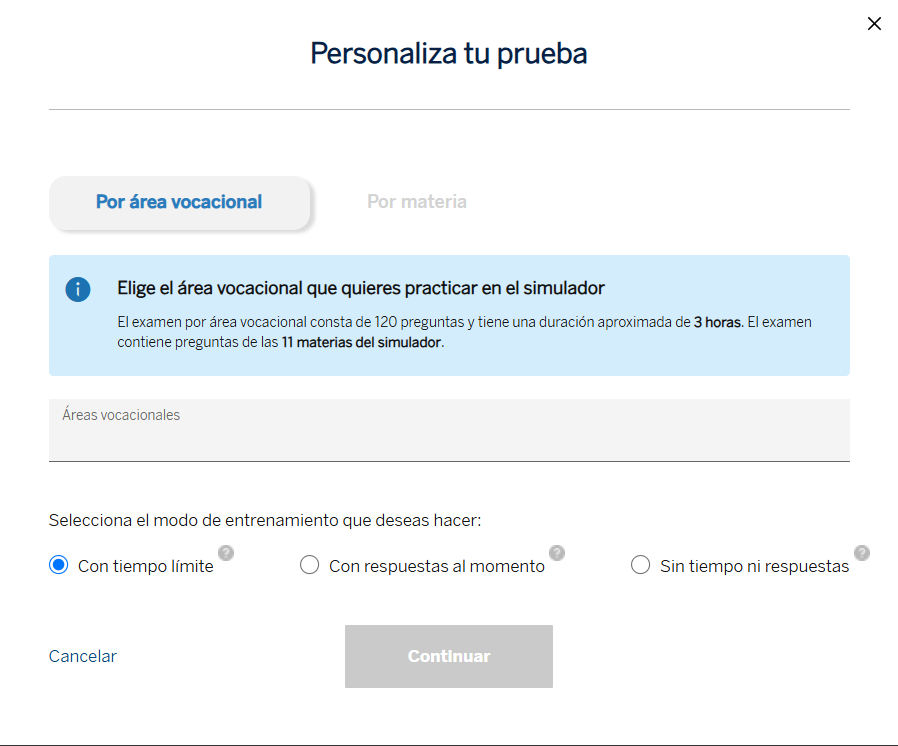 Personaliza tu prueba
Por área vocacional
Por materia
Elige el área vocacional que quieres practicar en el simulador
El examen por área vocacional consta de 120 preguntas y tiene una duración aproximada de 3 horas. El examen
contiene preguntas de las 11 materias del simulador.
Áreas vocacionales
Selecciona el modo de entrenamiento que deseas hacer:
Con tiempo límite ?
Con respuestas al momento ?
Sin tiempo ni respuestas ?
Cancelar
Continuar